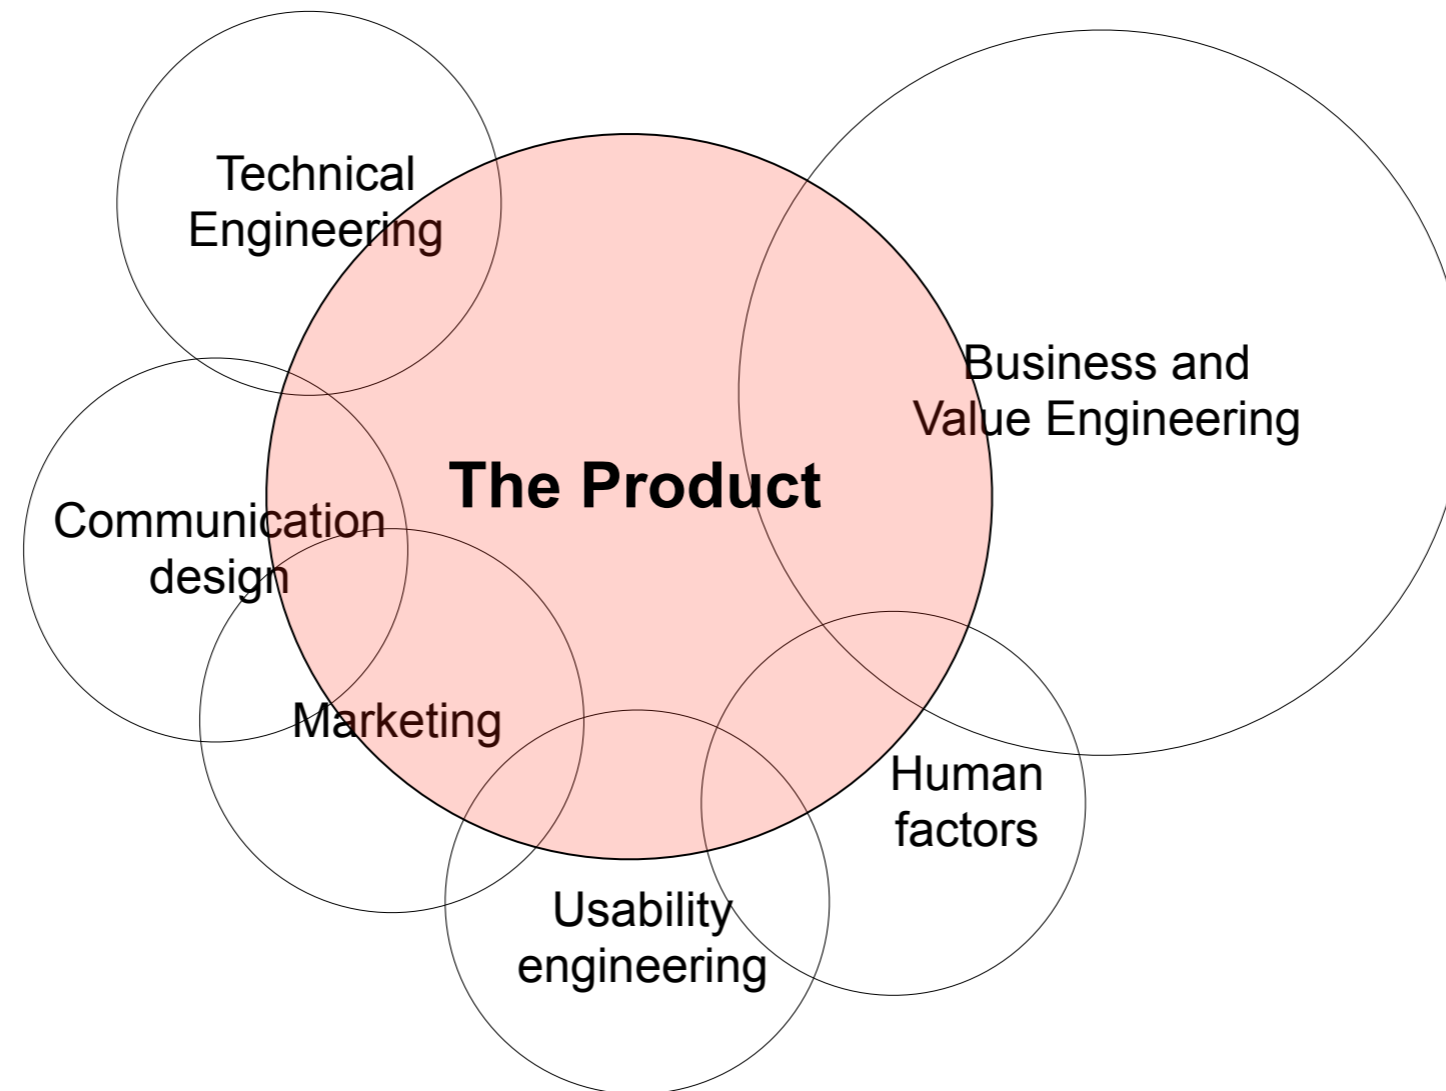 Technical
Engineering
Business and
Value Engineering
The Product
Communication
design
Marketing
Human
factors
Usability
engineering